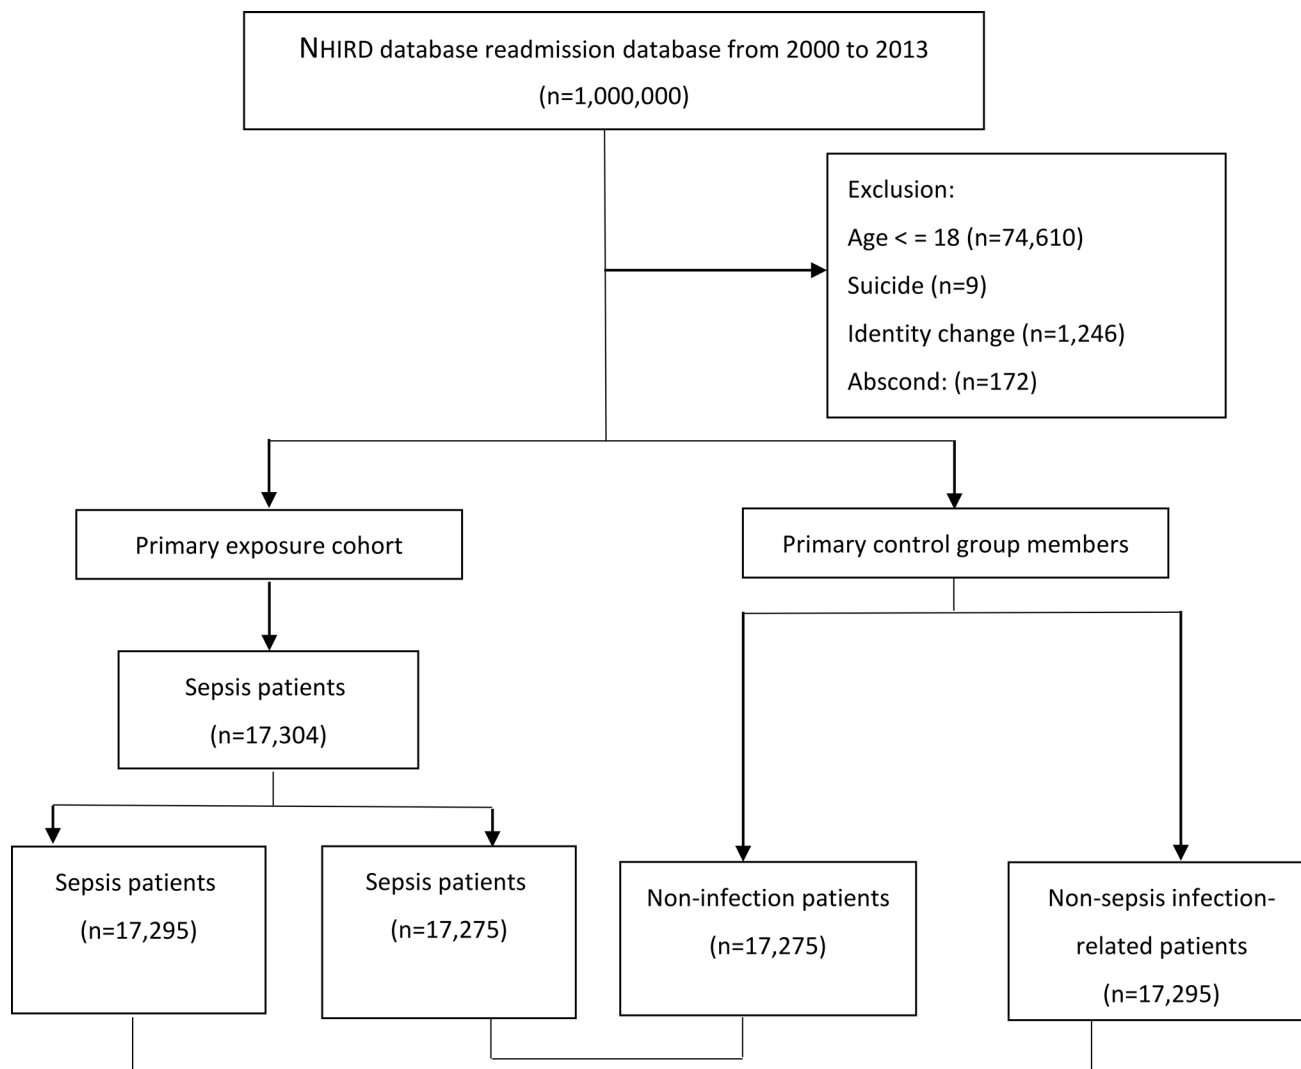 NHIRD database readmission database from 2000 to 2013
(n=1,000,000)
Exclusion:
Age < = 18 (n=74,610)
Suicide (n=9)
Identity change (n=1,246)
Abscond: (n=172)
Primary exposure cohort
Primary control group members
Sepsis patients
(n=17,304)
Sepsis patients
(n=17,295)
Sepsis patients
(n=17,275)
Non-infection patients
(n=17,275)
Non-sepsis infection-
related patients
(n=17,295)